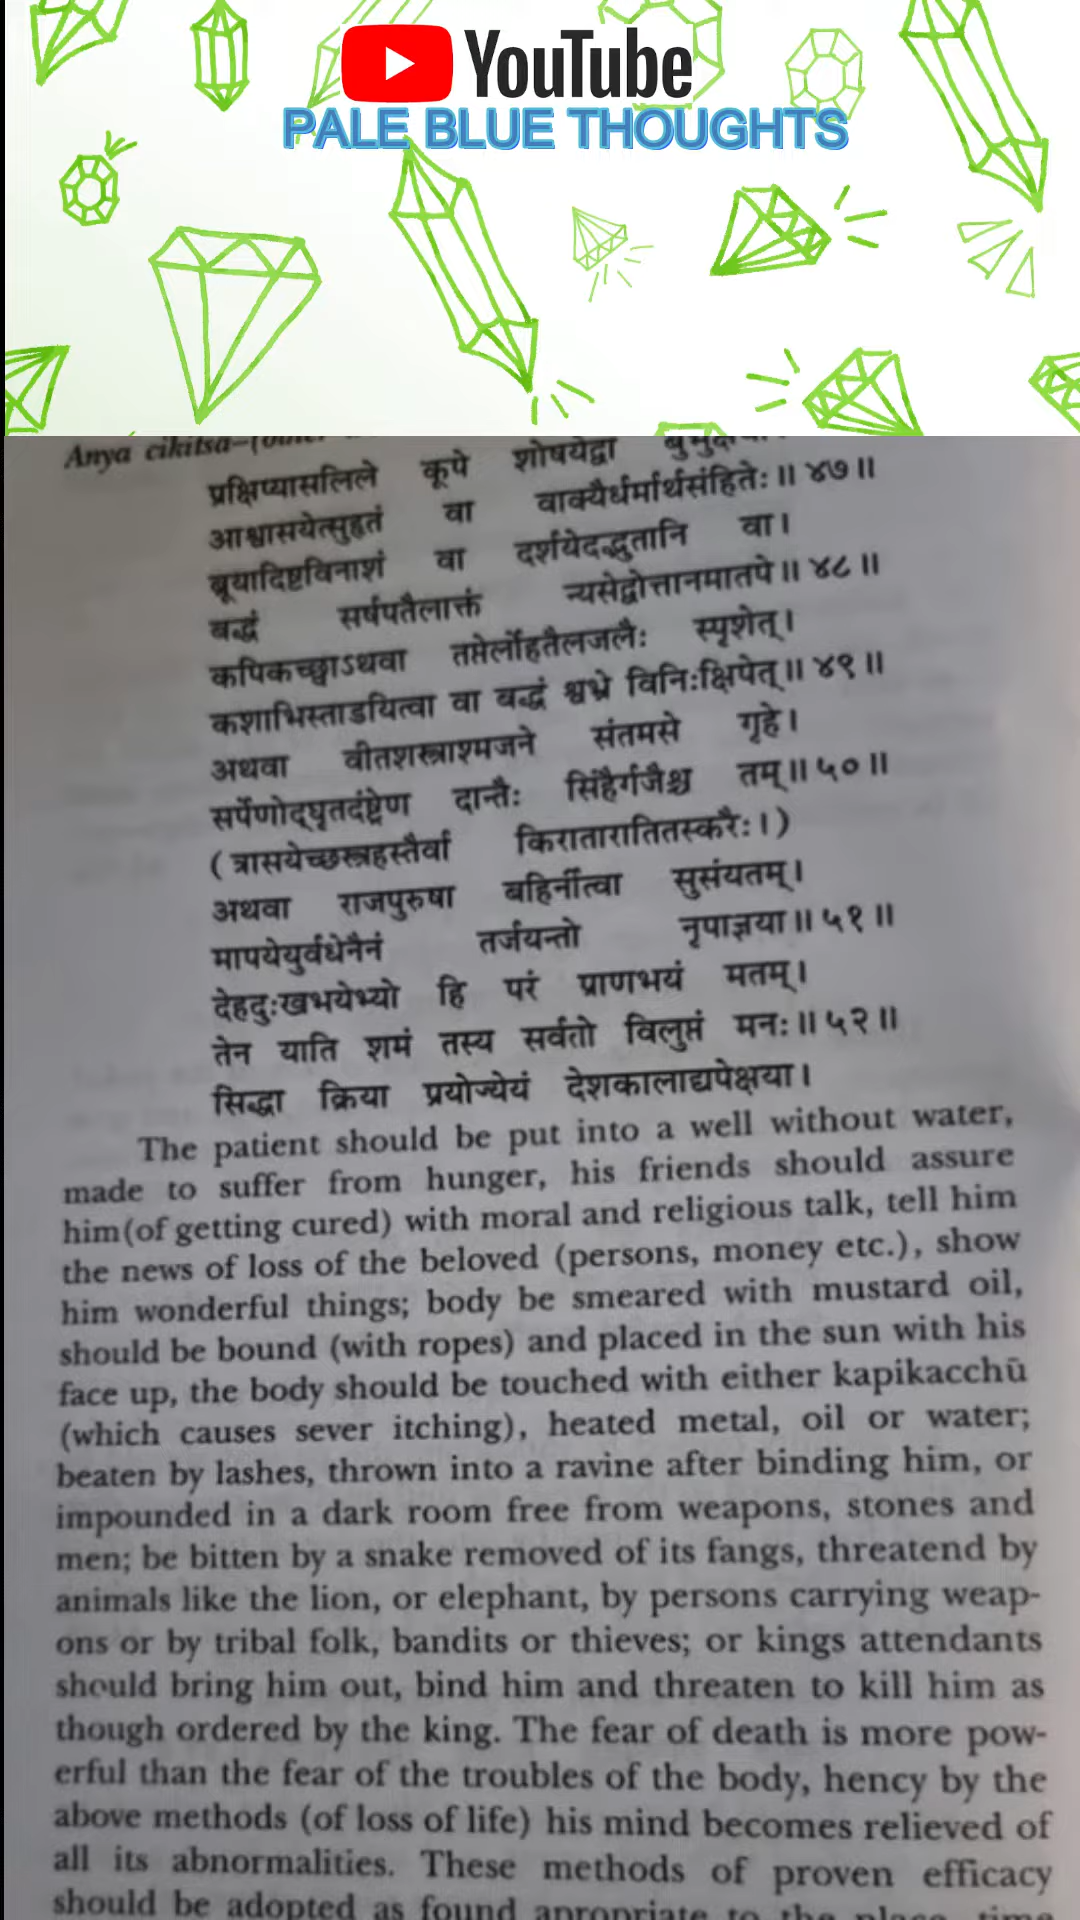 YouTube
PALE BLUE THOUGHTS
Anya cikitsa-
प्रक्षिप्यासलिले कूपे शोषयेद्वा
आश्वासयेत्सुहृतं वा वाक्यैर्धर्मार्थसंहितेः॥ ४७॥
ब्रूयादिष्टविनाशं वा दर्शयेदद्भुतानि वा।
बद्धं सर्षपतैलाक्तं न्यसेद्वोत्तानमातपे॥ ४८॥
कपिकच्छ्वाऽथवा तप्तैर्लोहतैलजलैः स्पृशेत्।
कशाभिस्ताडयित्वा वा बद्धं श्वभ्रे विनिःक्षिपेत्॥ ४९॥
अथवा वीतशस्त्राश्मजने संतमसे गृहे।
सर्पेणोद्घृतदंष्ट्रेण दान्तैः सिंहैर्गजैश्च तम्॥ ५०॥
(त्रासयेच्छस्त्रहस्तैर्वा किरातारातितस्करैः।)
अथवा राजपुरुषा बहिर्नीत्वा सुसंयतम्।
मापयेयुर्वधेनैनं तर्जयन्तो नृपाज्ञया॥ ५१॥
देहदुःखभयेभ्यो हि परं प्राणभयं मतम्।
तेन याति शमं तस्य सर्वतो विलुप्तं मनः॥ ५२॥
सिद्धा क्रिया प्रयोज्येयं देशकालाद्यपेक्षया।
The patient should be put into a well without water,
made to suffer from hunger, his friends should assure
him(of getting cured) with moral and religious talk, tell him
the news of loss of the beloved (persons, money etc.), show
him wonderful things; body be smeared with mustard oil,
should be bound (with ropes) and placed in the sun with his
face up, the body should be touched with either kapikacchū
(which causes sever itching), heated metal, oil or water;
beaten by lashes, thrown into a ravine after binding him, or
impounded in a dark room free from weapons, stones and
men; be bitten by a snake removed of its fangs, threatend by
animals like the lion, or elephant, by persons carrying weap-
ons or by tribal folk, bandits or thieves; or kings attendants
should bring him out, bind him and threaten to kill him as
though ordered by the king. The fear of death is more pow-
erful than the fear of the troubles of the body, hency by the
above methods (of loss of life) his mind becomes relieved of
all its abnormalities. These methods of proven efficacy
should be adopted as found appropriate to the place, time